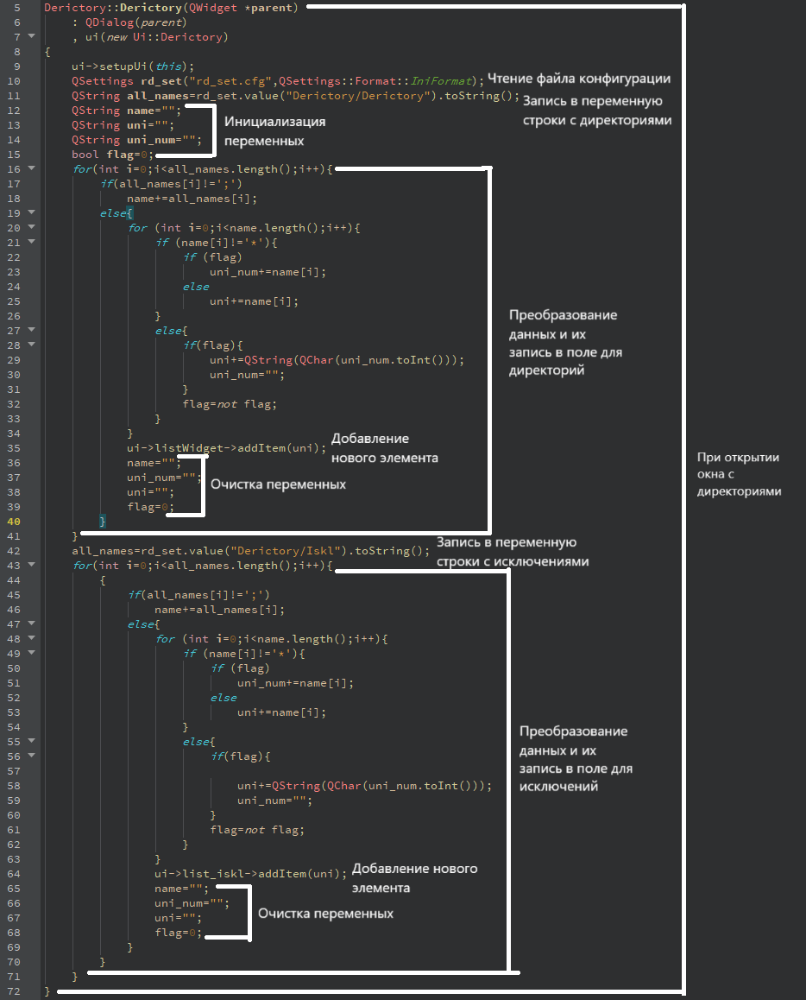 5 Derictory::Derictory(QWidget *parent)
6     : QDialog(parent)
7     , ui(new Ui::Derictory)
8 {
9     ui->setupUi(this);
10     QSettings rd_set("rd_set.cfg",QSettings::Format::IniFormat); Чтение файла конфигурации
11     QString all_names=rd_set.value("Derictory/Derictory").toString(); Запись в переменную
строки с директориями
12     QString name="";
13     QString uni=""; Инициализация
14     QString uni_num=""; переменных
15     bool flag=0;
16     for(int i=0;i<all_names.length();i++){
17         if(all_names[i]!=';')
18             name+=all_names[i];
19         else{
20             for (int i=0;i<name.length();i++){
21                 if (name[i]!='*'){
22                     if (flag)
23                         uni_num+=name[i];
24                     else
25                         uni+=name[i];
26                 }
27                 else{
28                     if(flag){
29                         uni+=QString(QChar(uni_num.toInt()));
30                         uni_num="";
31                     }
32                     flag=not flag;
33                 }
34             }
Преобразование
данных и их
запись в поле для
директорий
35             ui->listWidget->addItem(uni); Добавление
нового элемента
36             name="";
37             uni_num=""; Очистка переменных
38             uni="";
39             flag=0;
40         }
41     }
При открытии
окна с
директориями
42     all_names=rd_set.value("Derictory/Iskl").toString(); Запись в переменную
строки с исключениями
43     for(int i=0;i<all_names.length();i++){
44         {
45             if(all_names[i]!=';')
46                 name+=all_names[i];
47             else{
48                 for (int i=0;i<name.length();i++){
49                     if (name[i]!='*'){
50                         if (flag)
51                             uni_num+=name[i];
52                         else
53                             uni+=name[i];
54                     }
55                     else{
56                         if(flag){
57
58                             uni+=QString(QChar(uni_num.toInt()));
59                             uni_num="";
60                         }
61                         flag=not flag;
62                     }
63                 }
Преобразование
данных и их
запись в поле для
исключений
64                 ui->list_iskl->addItem(uni); Добавление нового
элемента
65                 name="";
66                 uni_num="";
67                 uni=""; Очистка переменных
68                 flag=0;
69             }
70         }
71     }
72 }